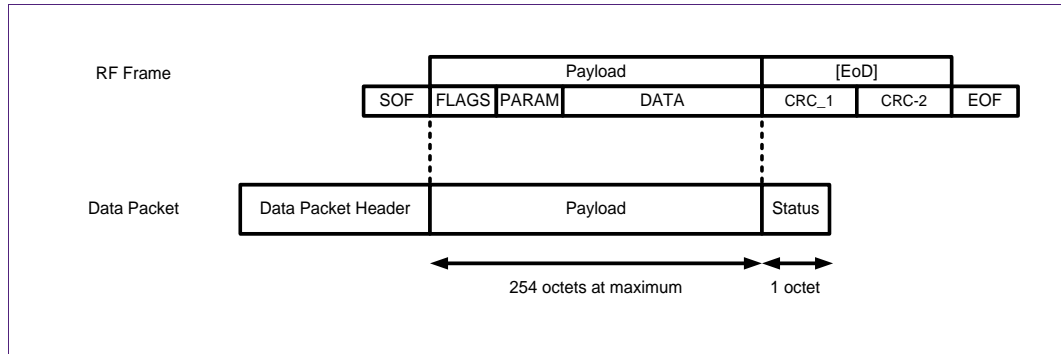 RF Frame
Payload [EoD]
SOF FLAGS PARAM DATA CRC_1 CRC-2 EOF
Data Packet
Data Packet Header Payload Status
254 octets at maximum 1 octet